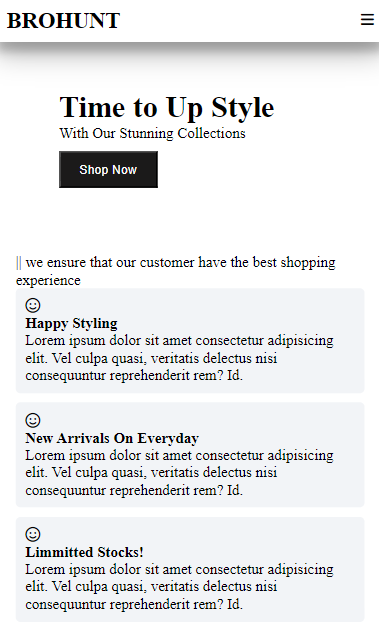 BROHUNT
Time to Up Style
With Our Stunning Collections
Shop Now
|| we ensure that our customer have the best shopping
experience
Happy Styling
Lorem ipsum dolor sit amet consectetur adipisicing
elit. Vel culpa quasi, veritatis delectus nisi
consequuntur reprehenderit rem? Id.
New Arrivals On Everyday
Lorem ipsum dolor sit amet consectetur adipisicing
elit. Vel culpa quasi, veritatis delectus nisi
consequuntur reprehenderit rem? Id.
Limmitted Stocks!
Lorem ipsum dolor sit amet consectetur adipisicing
elit. Vel culpa quasi, veritatis delectus nisi
consequuntur reprehenderit rem? Id.